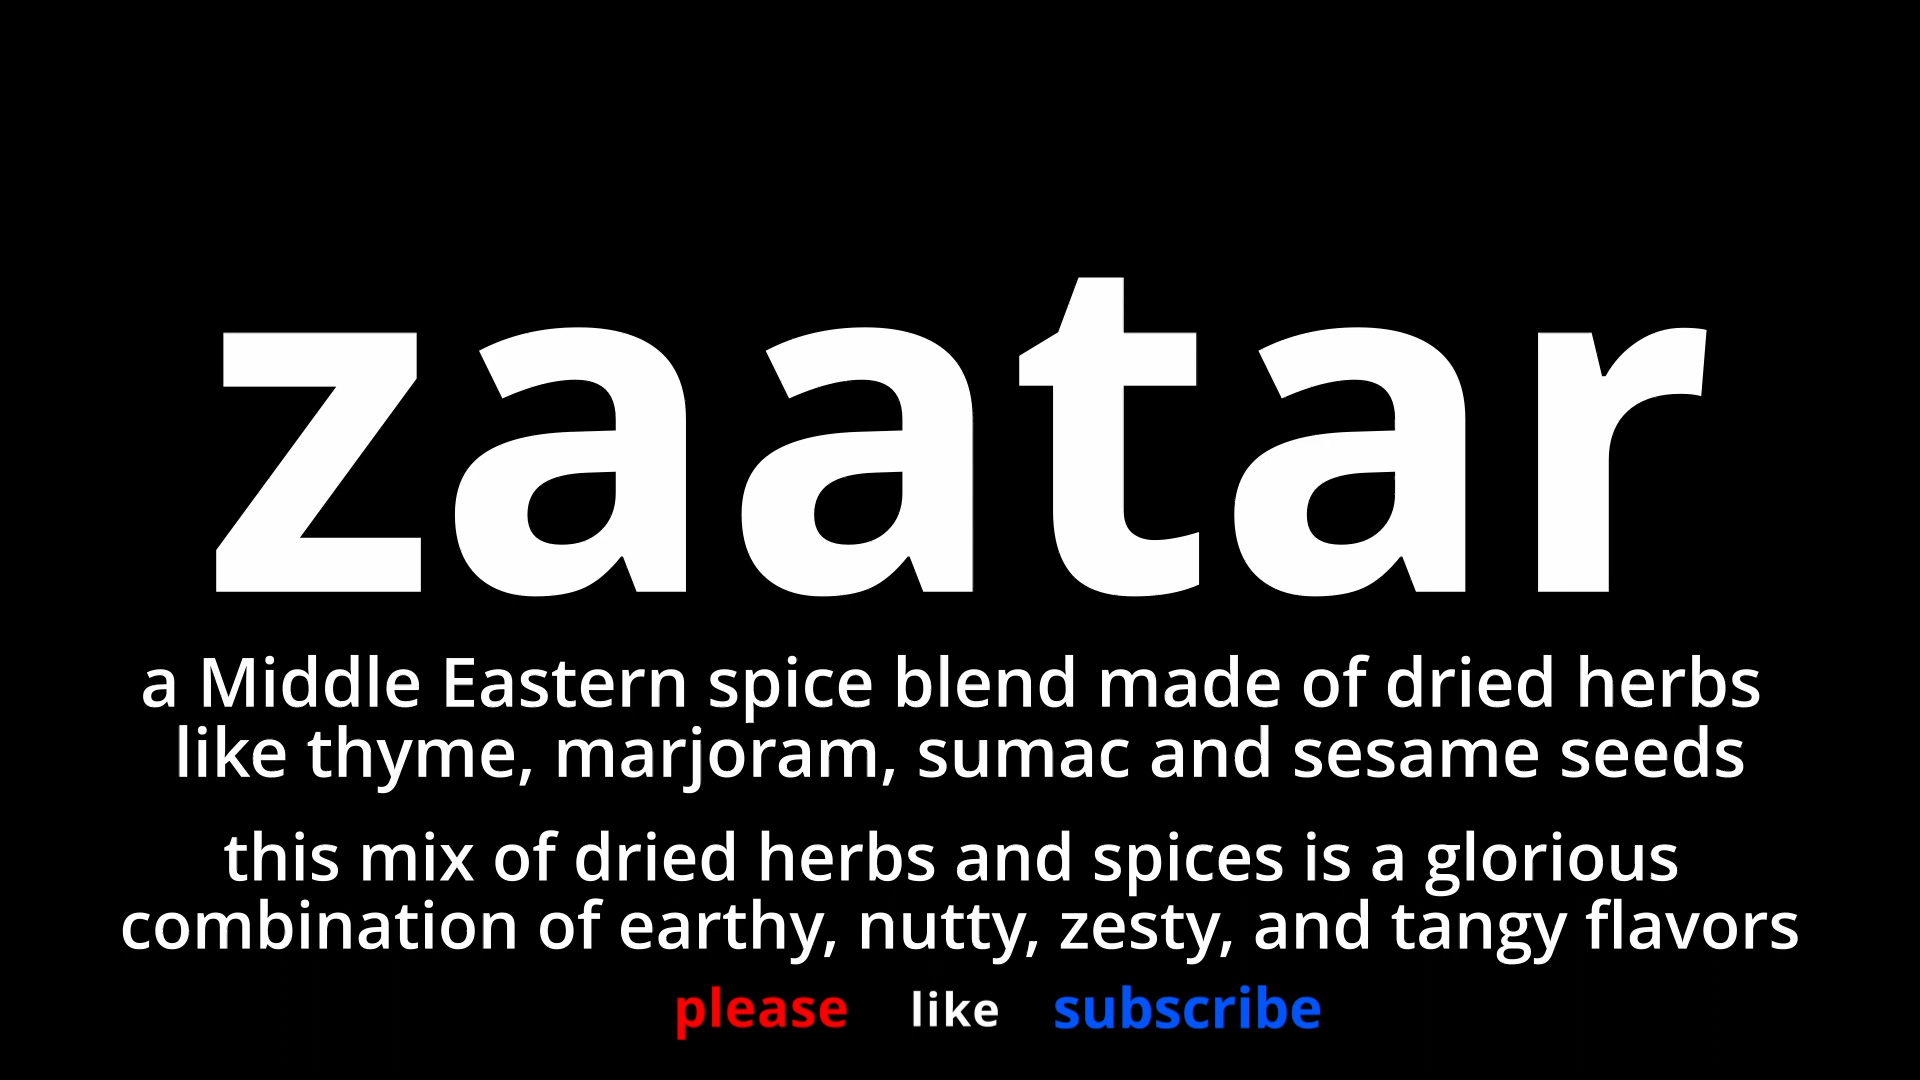 zaatar
a Middle Eastern spice blend made of dried herbs
like thyme, marjoram, sumac and sesame seeds
this mix of dried herbs and spices is a glorious
combination of earthy, nutty, zesty, and tangy flavors
please like subscribe